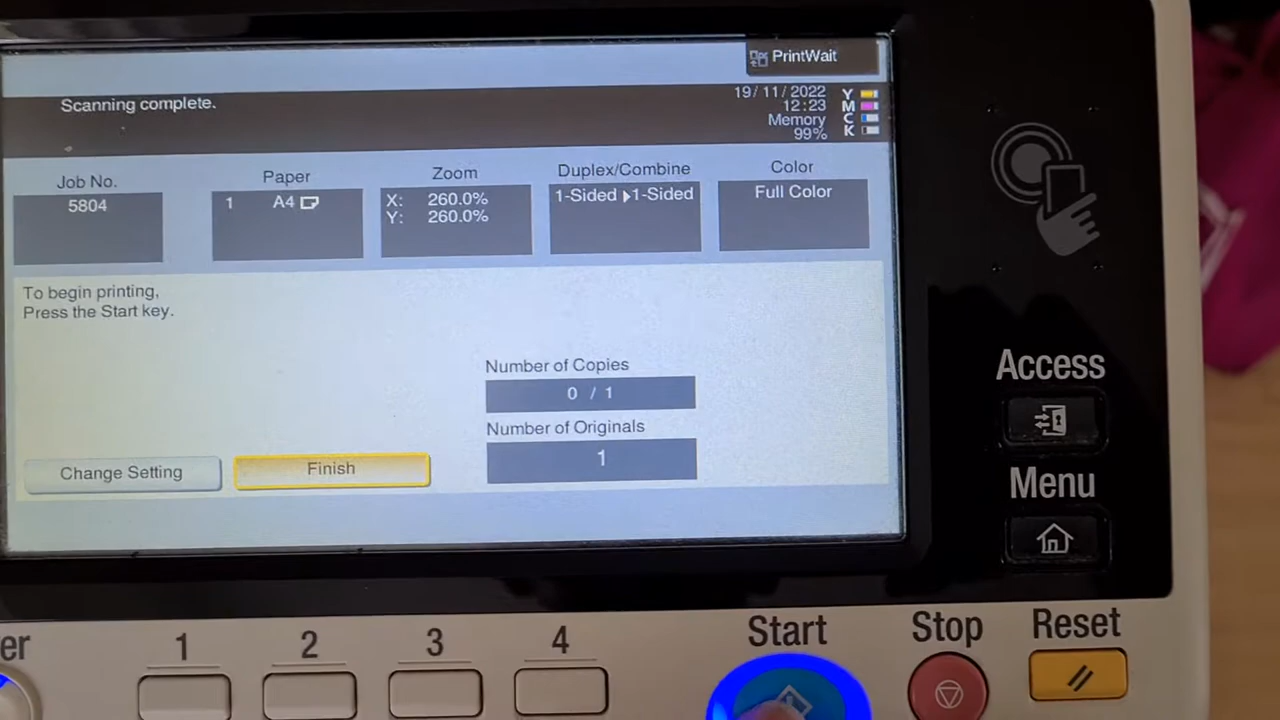 PrintWait
Scanning complete.
19/11/2022
12:23
Memory
99%
Y
M
C
K
Job No.
5804
Paper
1 A4
Zoom
X: 260.0%
Y: 260.0%
Duplex/Combine
1-Sided 1-Sided
Color
Full Color
To begin printing,
Press the Start key.
Number of Copies
0 / 1
Number of Originals
1
Change Setting
Finish
Access
Menu
er
1
2
3
4
Start
Stop
Reset